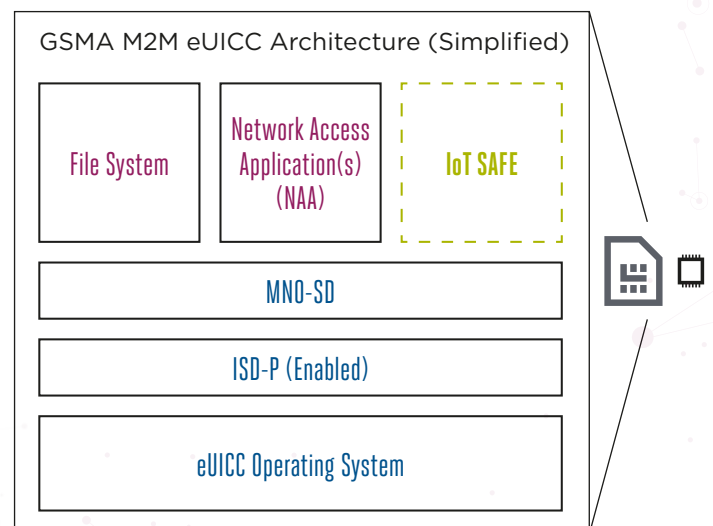 GSMA M2M eUICC Architecture (Simplified)
File System
Network Access
Application(s)
(NAA)
IoT SAFE
MNO-SD
ISD-P (Enabled)
eUICC Operating System